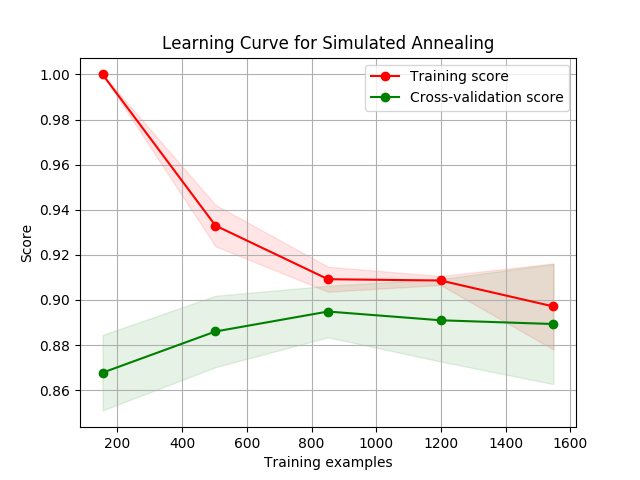 Learning Curve for Simulated Annealing
Training score
Cross-validation score
1.00
0.98
0.96
0.94
0.92
0.90
0.88
0.86
Score
200 400 600 800 1000 1200 1400 1600
Training examples